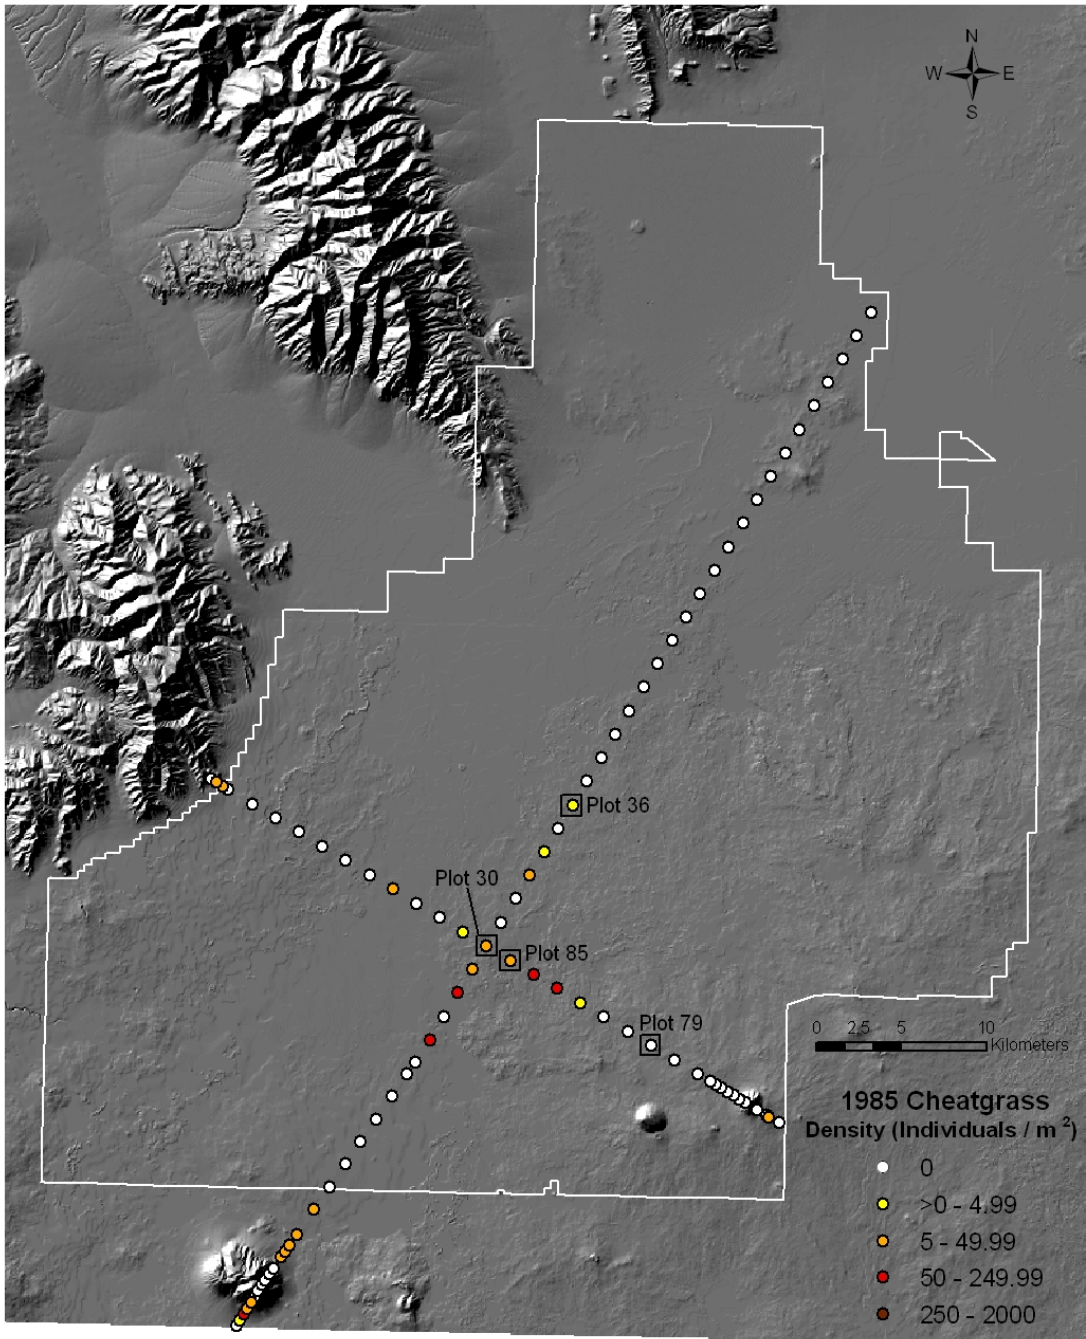 N
W E
S
Plot 36
Plot 30
Plot 85
Plot 79
0 2.5 5 10
Kilometers
1985 Cheatgrass
Density (Individuals / m²)
0
>0 - 4.99
5 - 49.99
50 - 249.99
250 - 2000